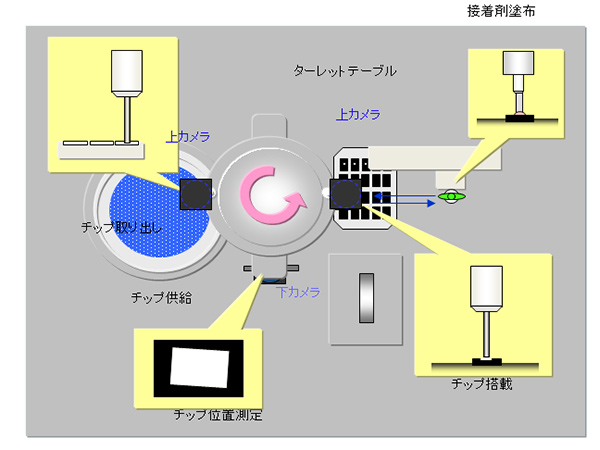 接着剤塗布
ターレットテーブル
上カメラ
上カメラ
チップ取り出し
チップ供給
下カメラ
チップ搭載
チップ位置測定